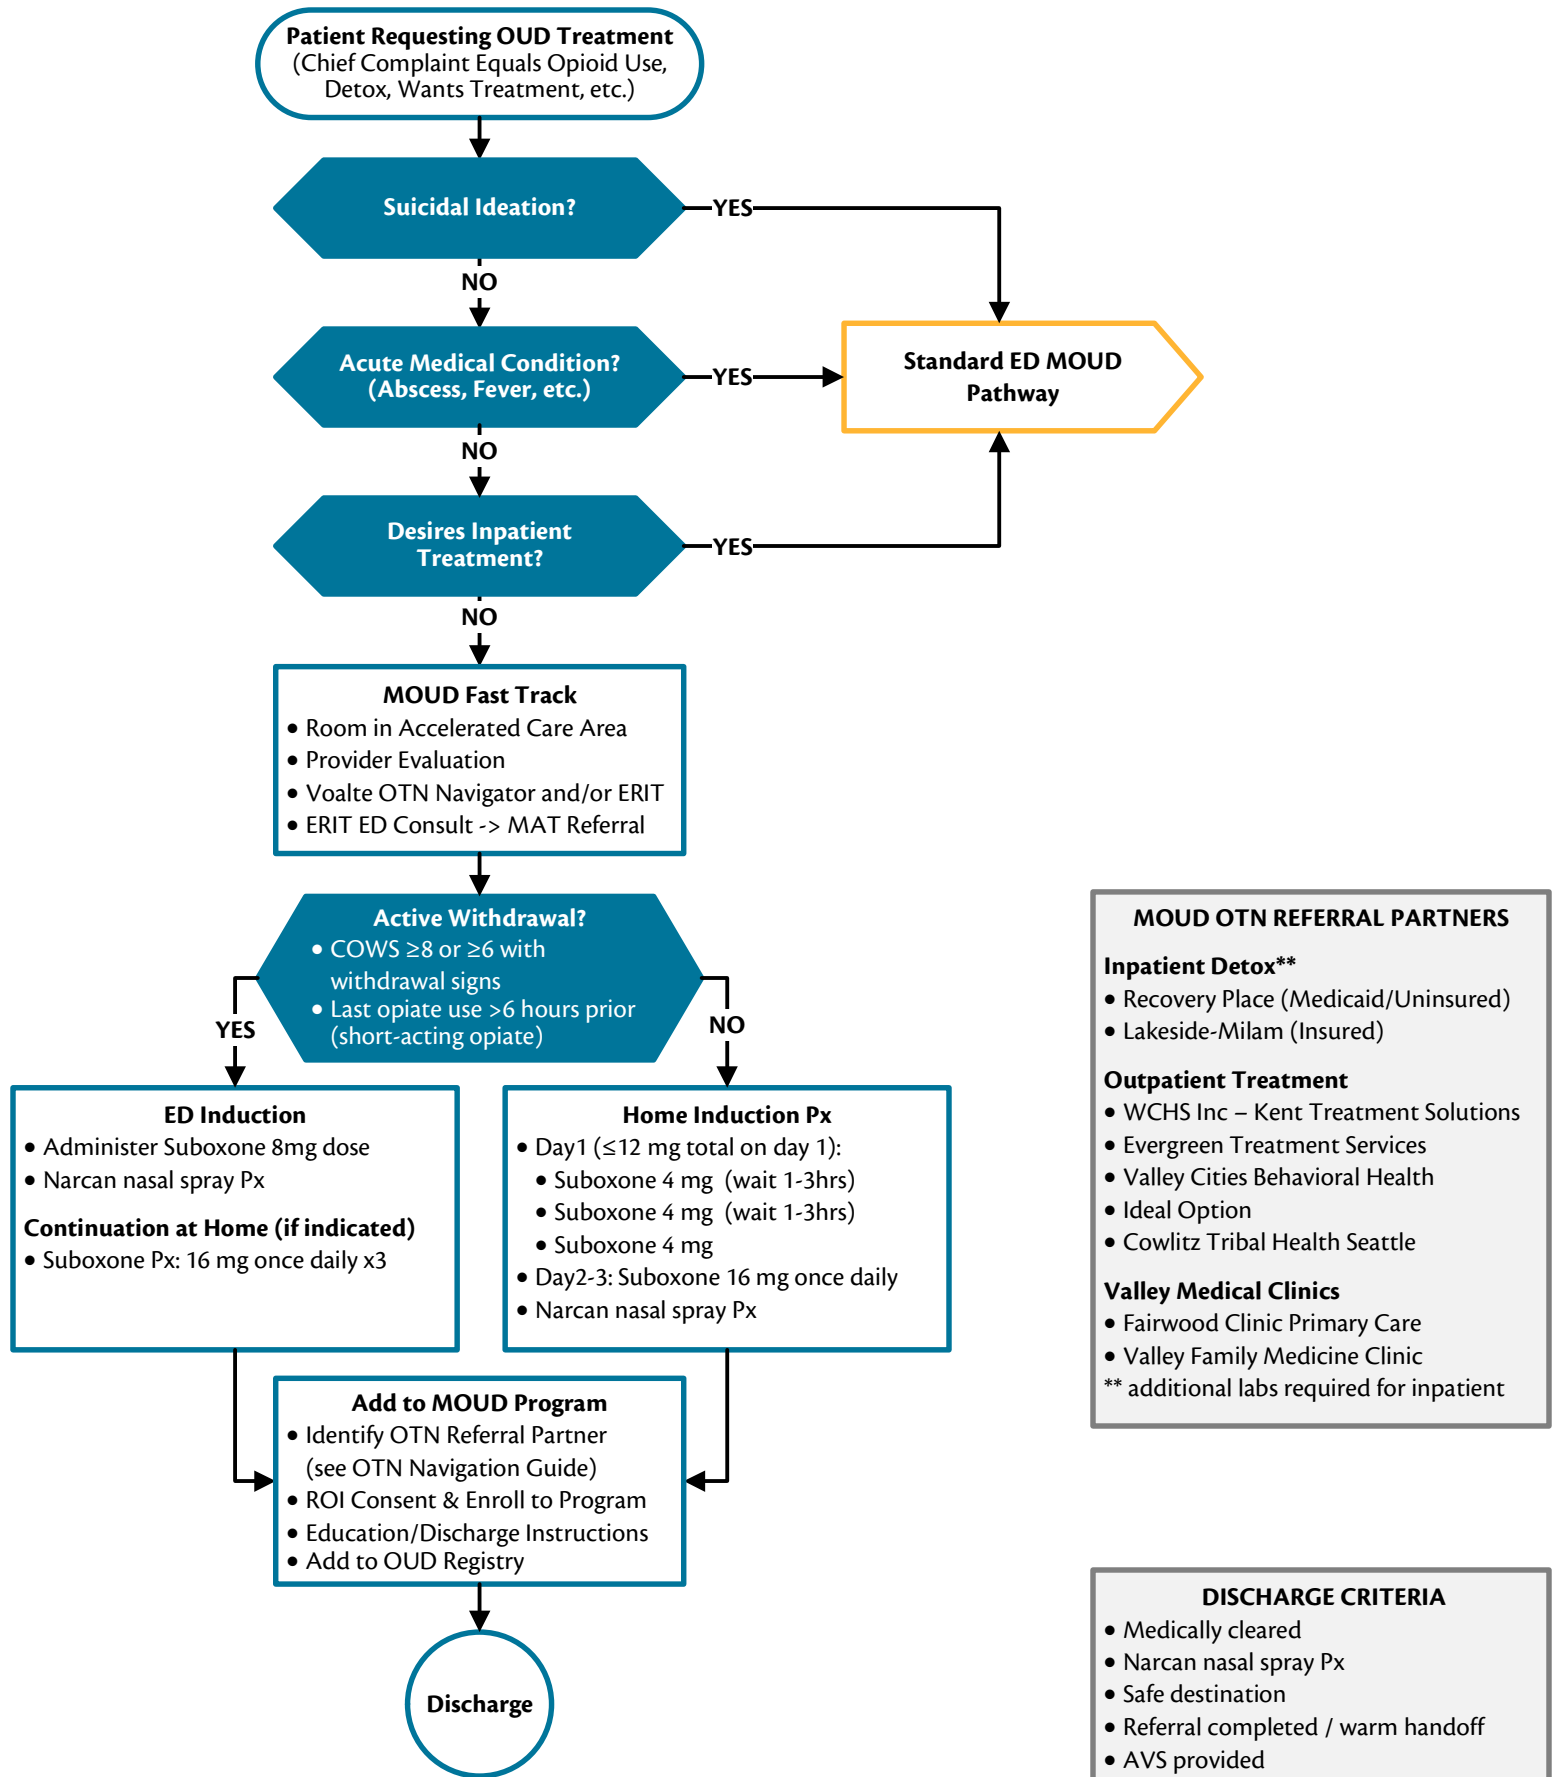 Patient Requesting OUD Treatment
(Chief Complaint Equals Opioid Use,
Detox, Wants Treatment, etc.)
Suicidal Ideation?
YES
NO
Acute Medical Condition?
(Abscess, Fever, etc.)
YES
Standard ED MOUD
Pathway
NO
Desires Inpatient
Treatment?
YES
NO
MOUD Fast Track
• Room in Accelerated Care Area
• Provider Evaluation
• Voalte OTN Navigator and/or ERIT
• ERIT ED Consult -> MAT Referral
Active Withdrawal?
• COWS ≥8 or ≥6 with
withdrawal signs
• Last opiate use >6 hours prior
(short-acting opiate)
YES
NO
ED Induction
• Administer Suboxone 8mg dose
• Narcan nasal spray Px
Continuation at Home (if indicated)
• Suboxone Px: 16 mg once daily x3
Home Induction Px
• Day1 (≤12 mg total on day 1):
• Suboxone 4 mg (wait 1-3hrs)
• Suboxone 4 mg (wait 1-3hrs)
• Suboxone 4 mg
• Day2-3: Suboxone 16 mg once daily
• Narcan nasal spray Px
Add to MOUD Program
• Identify OTN Referral Partner
(see OTN Navigation Guide)
• ROI Consent & Enroll to Program
• Education/Discharge Instructions
• Add to OUD Registry
Discharge
MOUD OTN REFERRAL PARTNERS
Inpatient Detox**
• Recovery Place (Medicaid/Uninsured)
• Lakeside-Milam (Insured)
Outpatient Treatment
• WCHS Inc – Kent Treatment Solutions
• Evergreen Treatment Services
• Valley Cities Behavioral Health
• Ideal Option
• Cowlitz Tribal Health Seattle
Valley Medical Clinics
• Fairwood Clinic Primary Care
• Valley Family Medicine Clinic
** additional labs required for inpatient
DISCHARGE CRITERIA
• Medically cleared
• Narcan nasal spray Px
• Safe destination
• Referral completed / warm handoff
• AVS provided